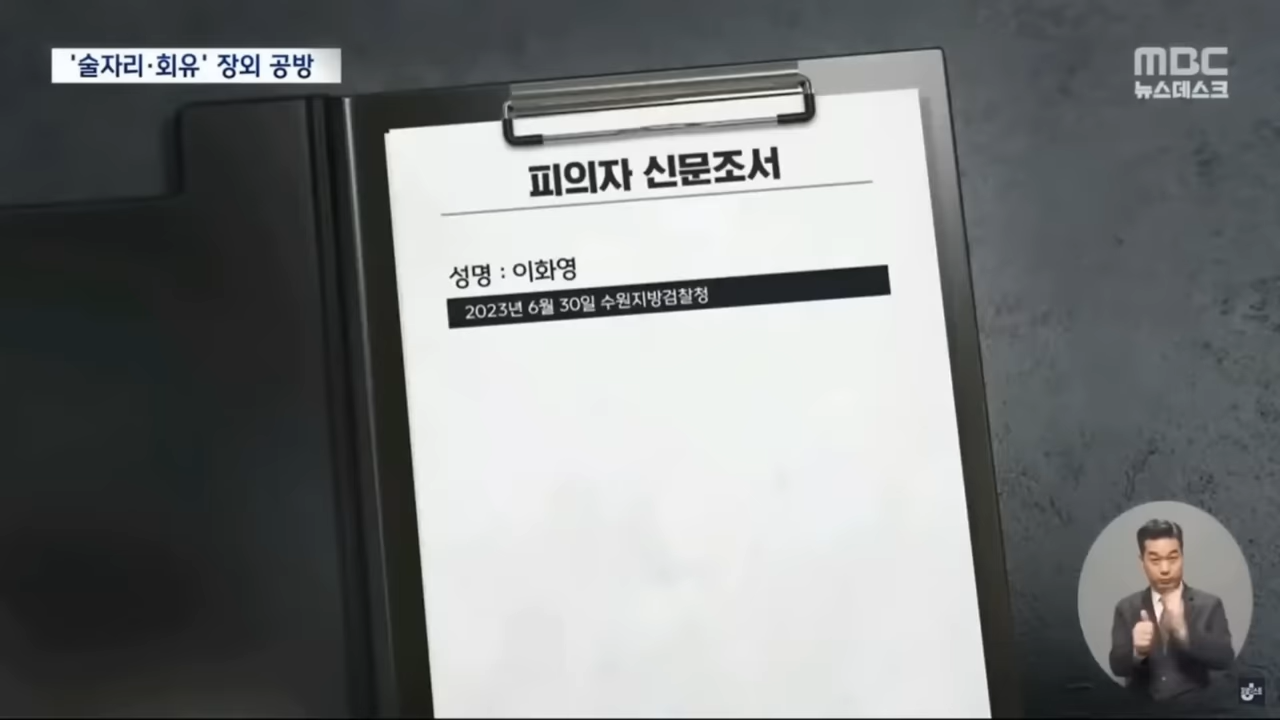 '술자리·회유' 장외 공방
MBC
뉴스데스크
피의자 신문조서
성명 : 이화영
2023년 6월 30일 수원지방검찰청